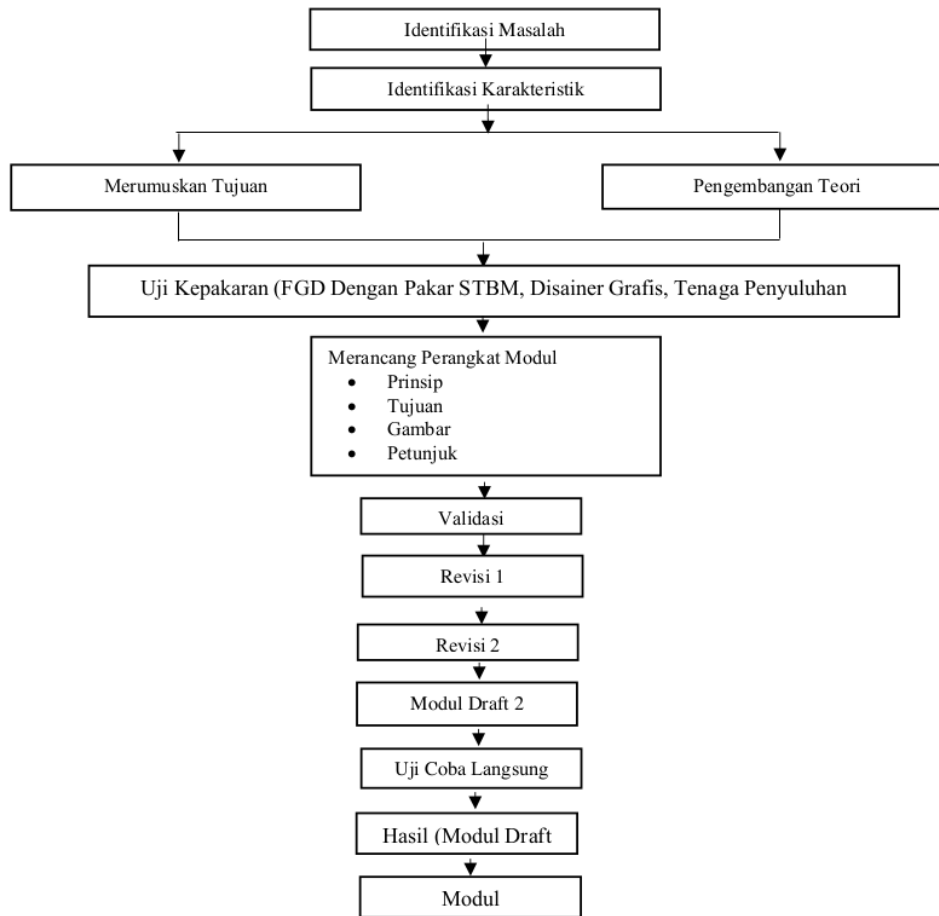 Identifikasi Masalah
Identifikasi Karakteristik
Merumuskan Tujuan
Pengembangan Teori
Uji Kepakaran (FGD Dengan Pakar STBM, Disainer Grafis, Tenaga Penyuluhan
Merancang Perangkat Modul
• Prinsip
• Tujuan
• Gambar
• Petunjuk
Validasi
Revisi 1
Revisi 2
Modul Draft 2
Uji Coba Langsung
Hasil (Modul Draft
Modul